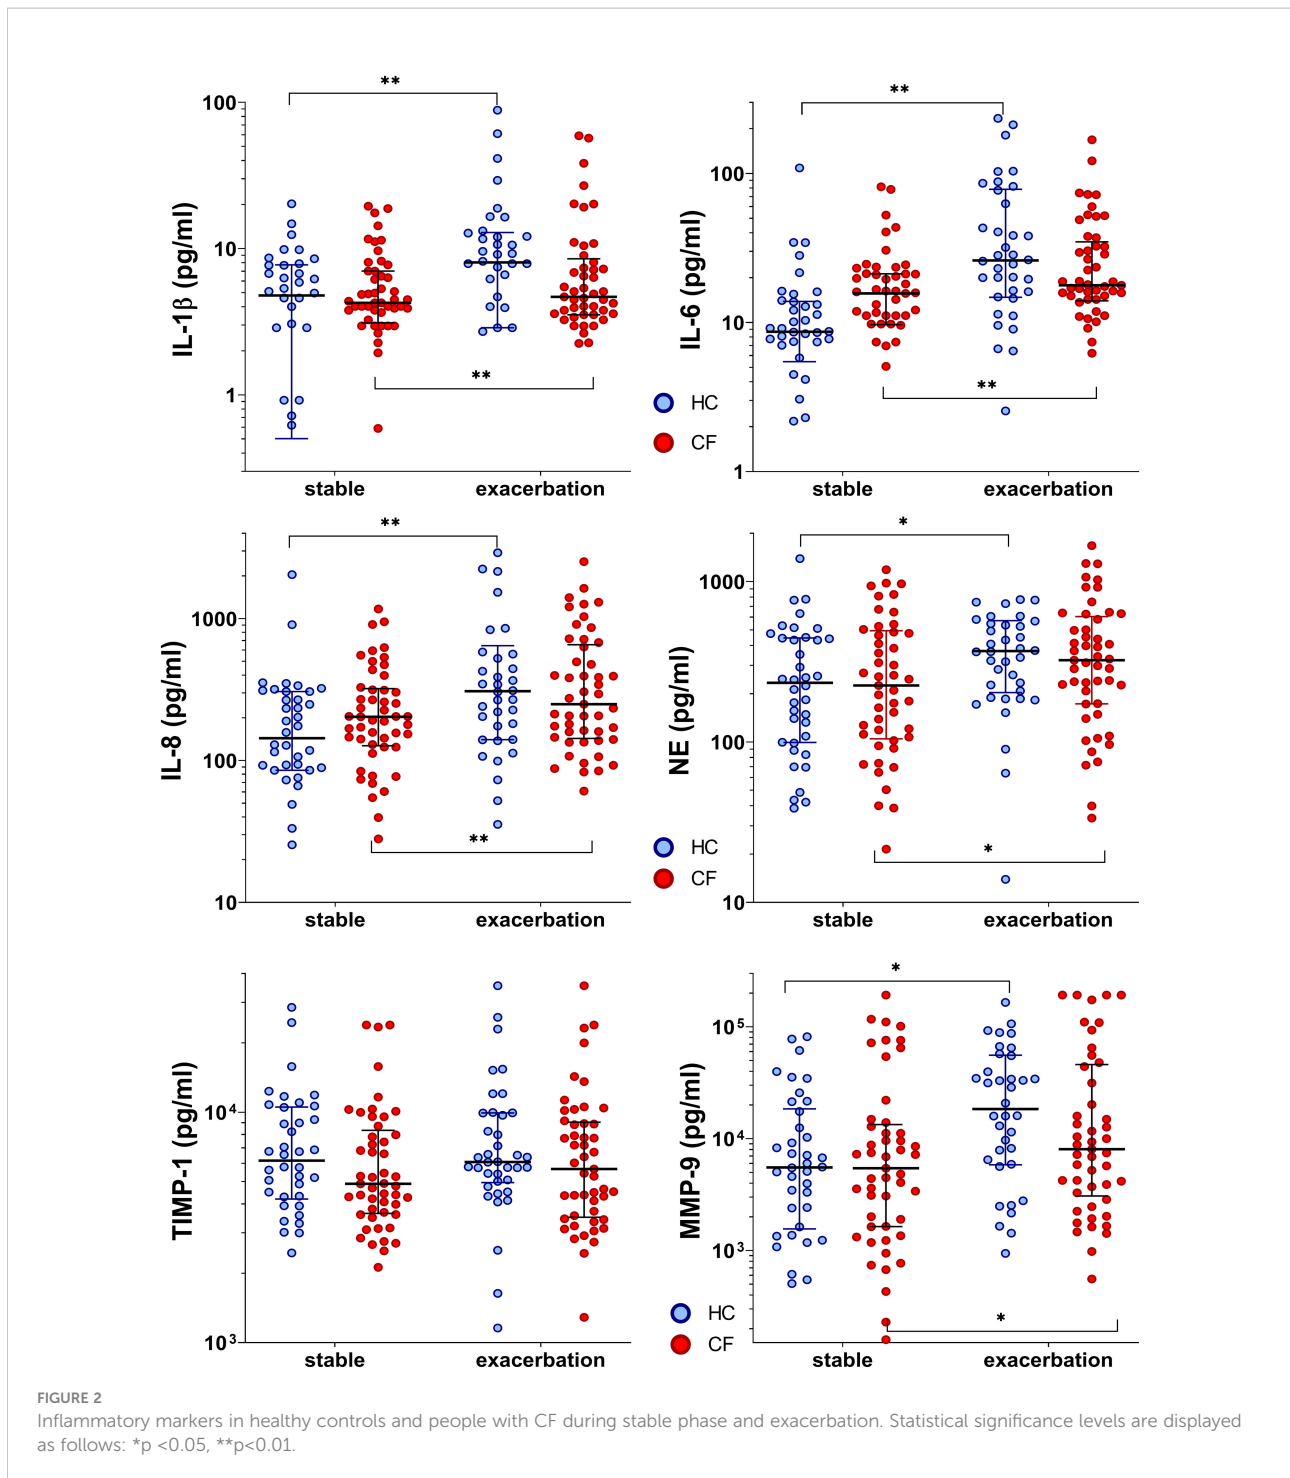 **
**
100
10
1
IL-1β (pg/ml)
**
stable
exacerbation
100
10
1
IL-6 (pg/ml)
**
stable
exacerbation
HC
CF
**
*
1000
100
10
IL-8 (pg/ml)
**
stable
exacerbation
1000
100
10
NE (pg/ml)
*
stable
exacerbation
HC
CF
10⁴
10³
TIMP-1 (pg/ml)
stable
exacerbation
*
10⁵
10⁴
10³
MMP-9 (pg/ml)
*
stable
exacerbation
HC
CF
FIGURE 2
Inflammatory markers in healthy controls and people with CF during stable phase and exacerbation. Statistical significance levels are displayed
as follows: *p <0.05, **p<0.01.